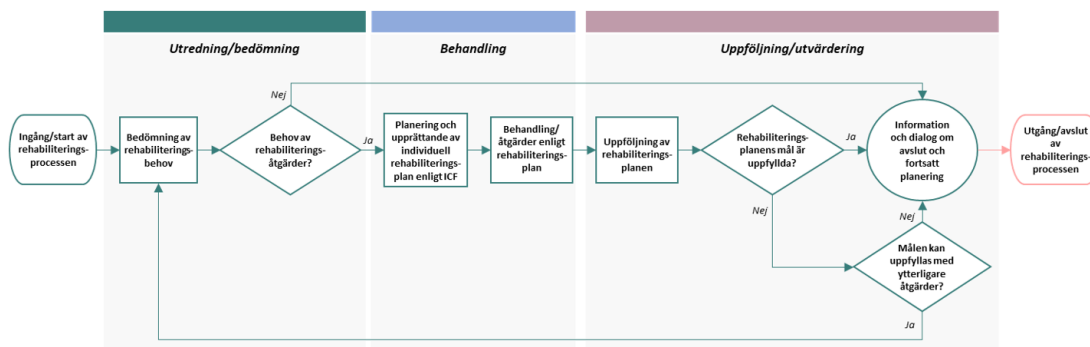 Utredning/bedömning
Behandling
Uppföljning/utvärdering
Nej
Ingång/start av
rehabiliterings-
processen
Bedömning av
rehabiliterings-
behov
Behov av
rehabiliterings-
åtgärder?
Ja
Planering och
upprättande av
individuell
rehabiliterings-
plan enligt ICF
Behandling/
åtgärder enligt
rehabiliterings-
plan
Uppföljning av
rehabiliterings-
planen
Rehabiliterings-
planens mål är
uppfyllda?
Ja
Information
och dialog om
avslut och
fortsatt
planering
Utgång/avslut
av
rehabiliterings-
processen
Nej
Nej
Målen kan
uppfyllas med
ytterligare
åtgärder?
Ja